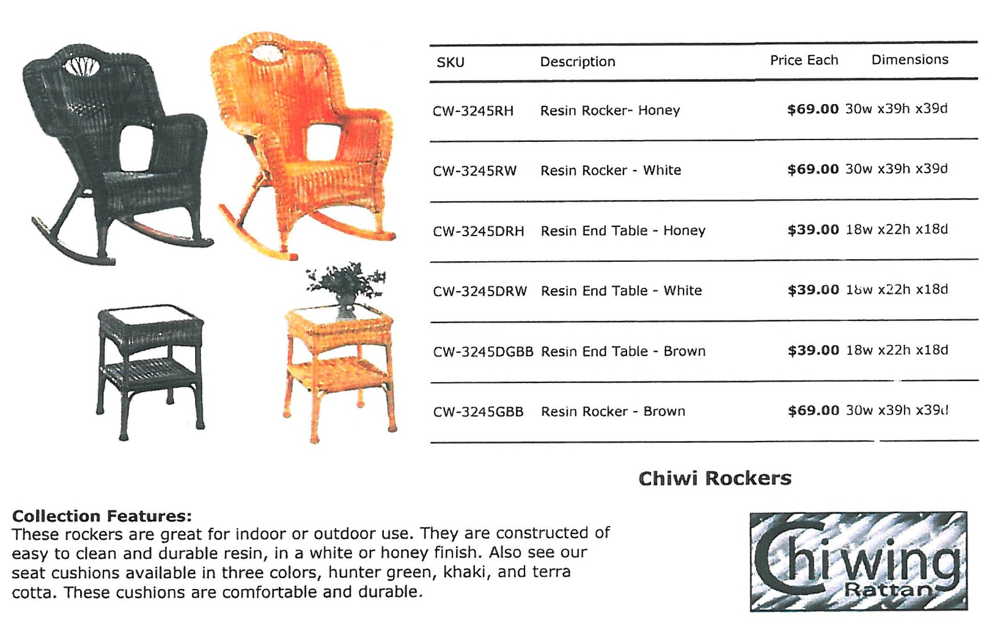 SKU Description Price Each Dimensions
CW-3245RH Resin Rocker- Honey $69.00 30w x39h x39d
CW-3245RW Resin Rocker - White $69.00 30w x39h x39d
CW-3245DRH Resin End Table - Honey $39.00 18w x22h x18d
CW-3245DRW Resin End Table - White $39.00 18w x22h x18d
CW-3245DGBB Resin End Table - Brown $39.00 18w x22h x18d
CW-3245GBB Resin Rocker - Brown $69.00 30w x39h x39d
Chiwi Rockers
Collection Features:
These rockers are great for indoor or outdoor use. They are constructed of
easy to clean and durable resin, in a white or honey finish. Also see our
seat cushions available in three colors, hunter green, khaki, and terra
cotta. These cushions are comfortable and durable.
Chiwing
Rattan